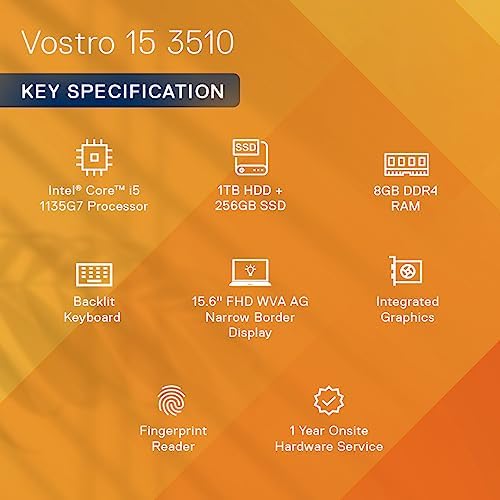 Vostro 15 3510
KEY SPECIFICATION
SSD
Intel® Core™ i5
1135G7 Processor
1TB HDD +
256GB SSD
8GB DDR4
RAM
Backlit
Keyboard
15.6" FHD WVA AG
Narrow Border
Display
Integrated
Graphics
Fingerprint
Reader
1 Year Onsite
Hardware Service